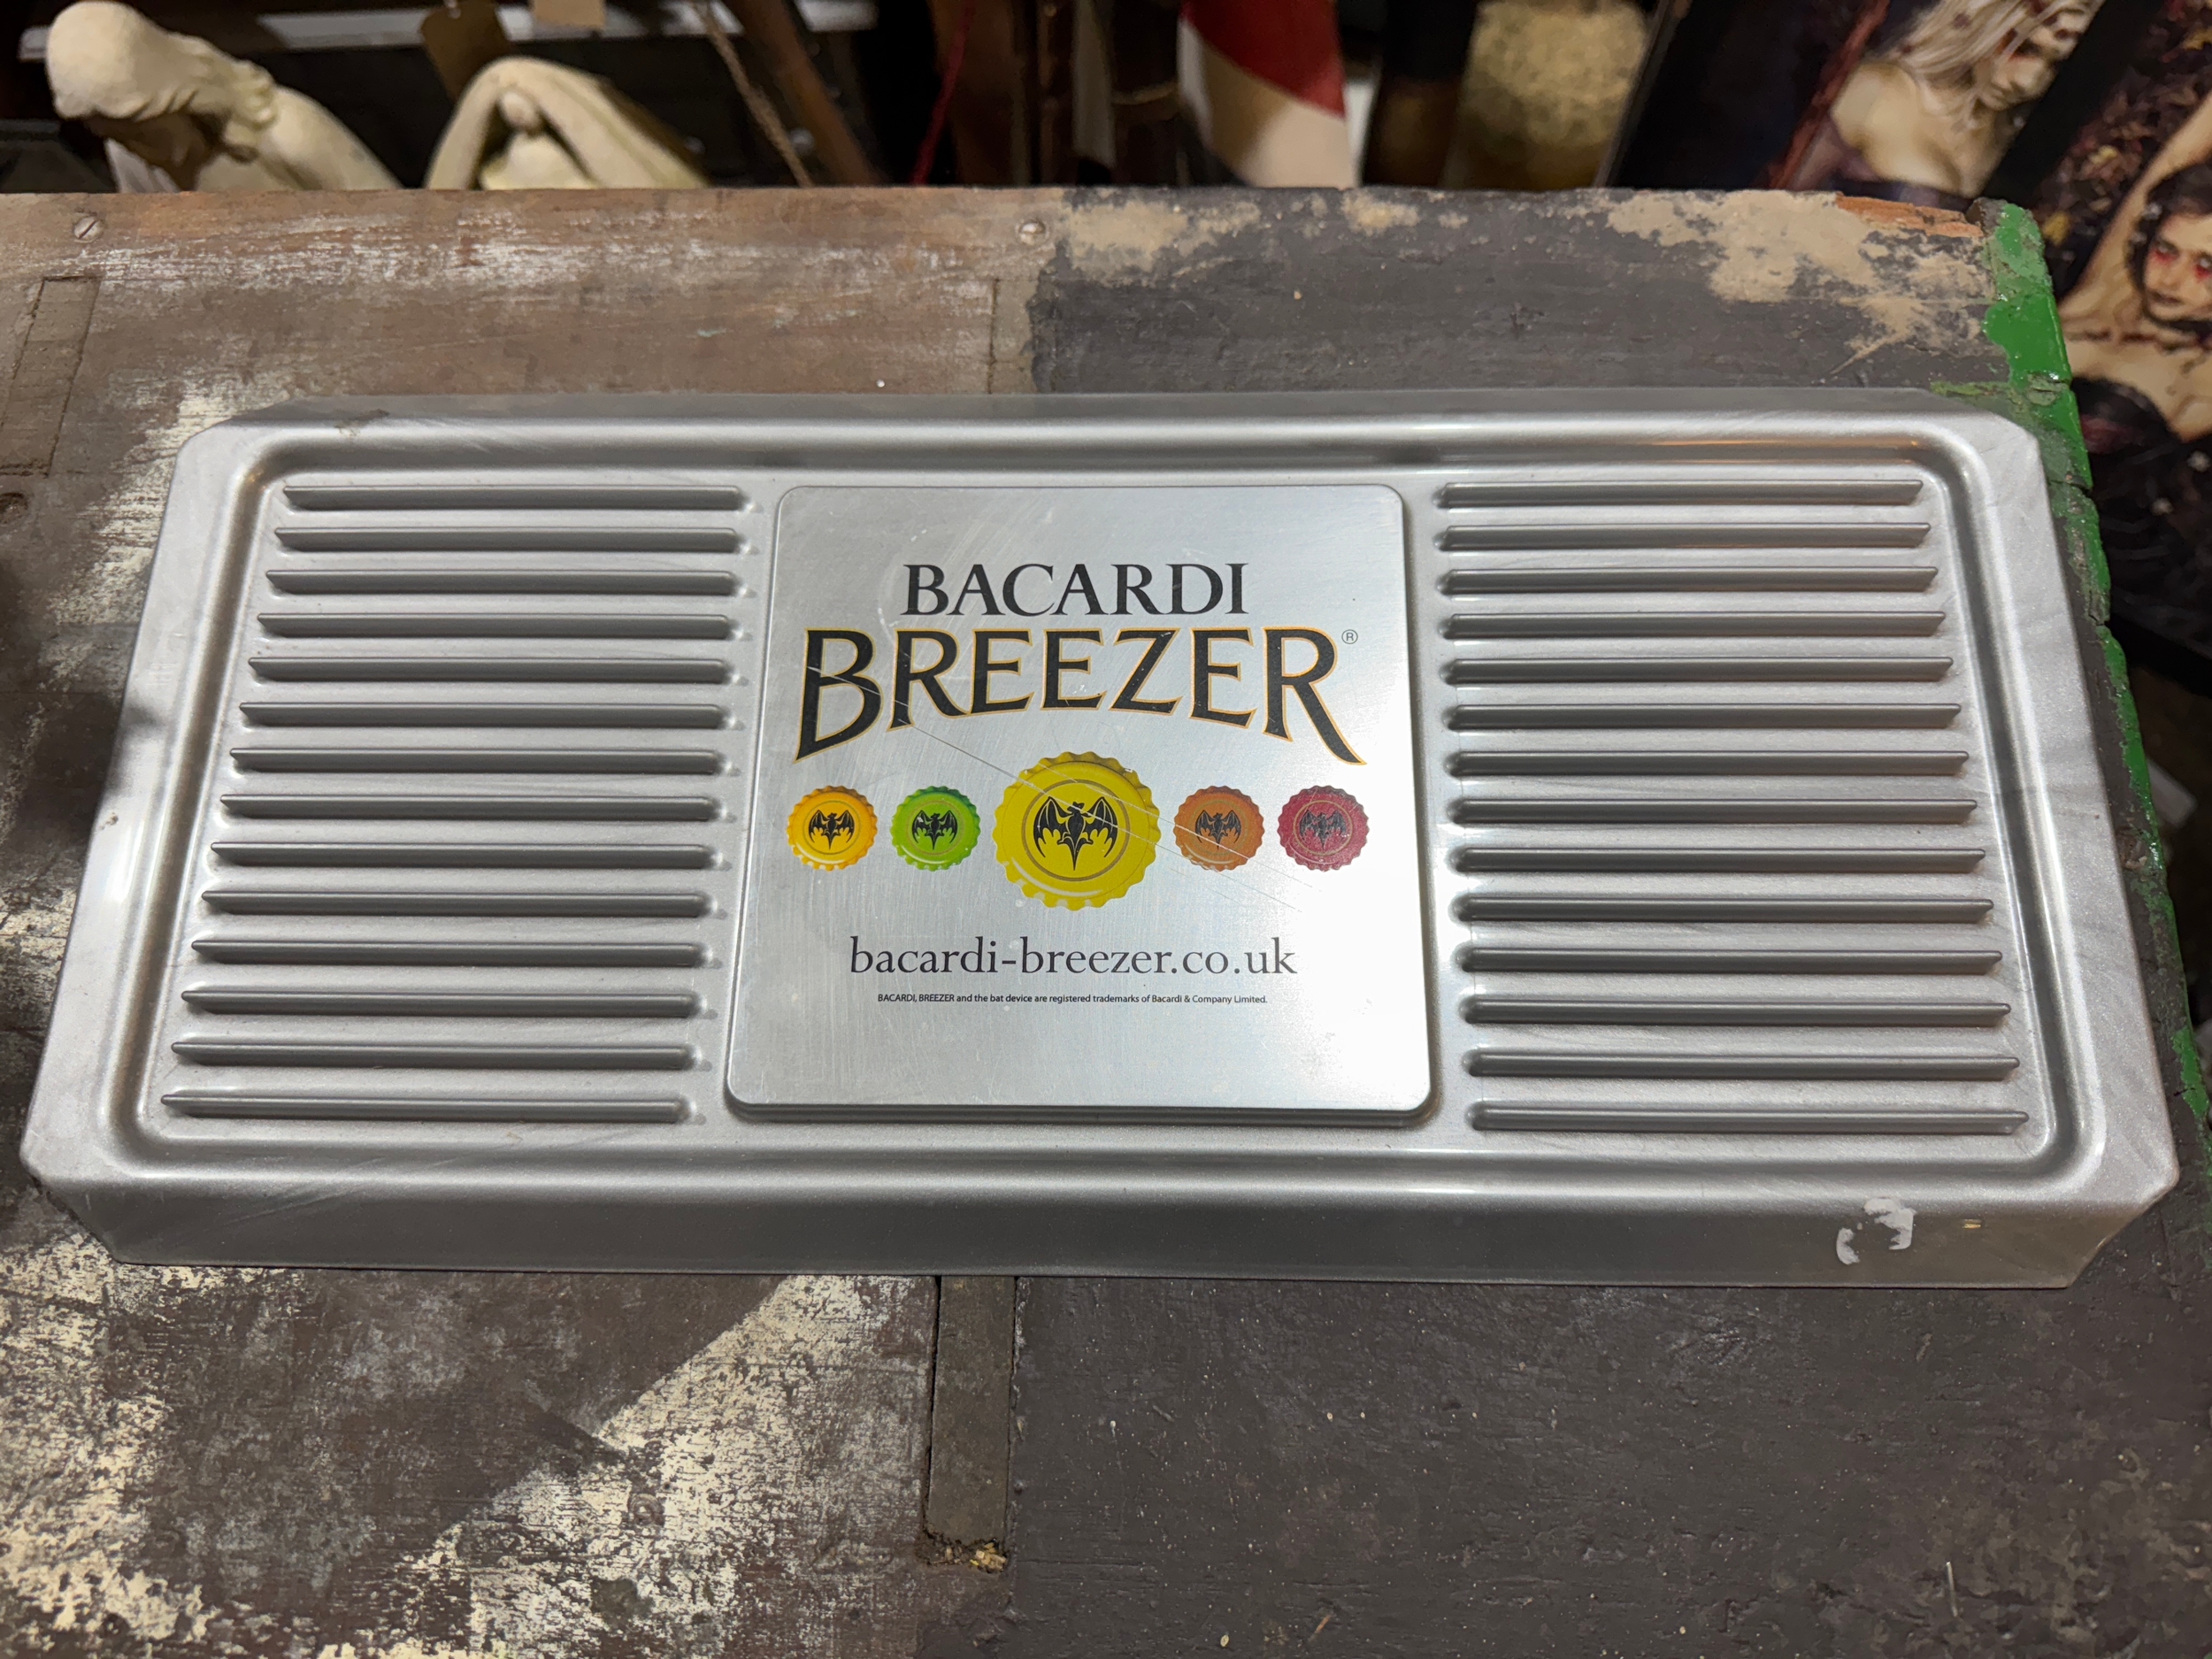 BACARDI
BREEZER®
bacardi-breezer.co.uk
BACARDI, BREEZER and the bat device are registered trademarks of Bacardi & Company Limited.